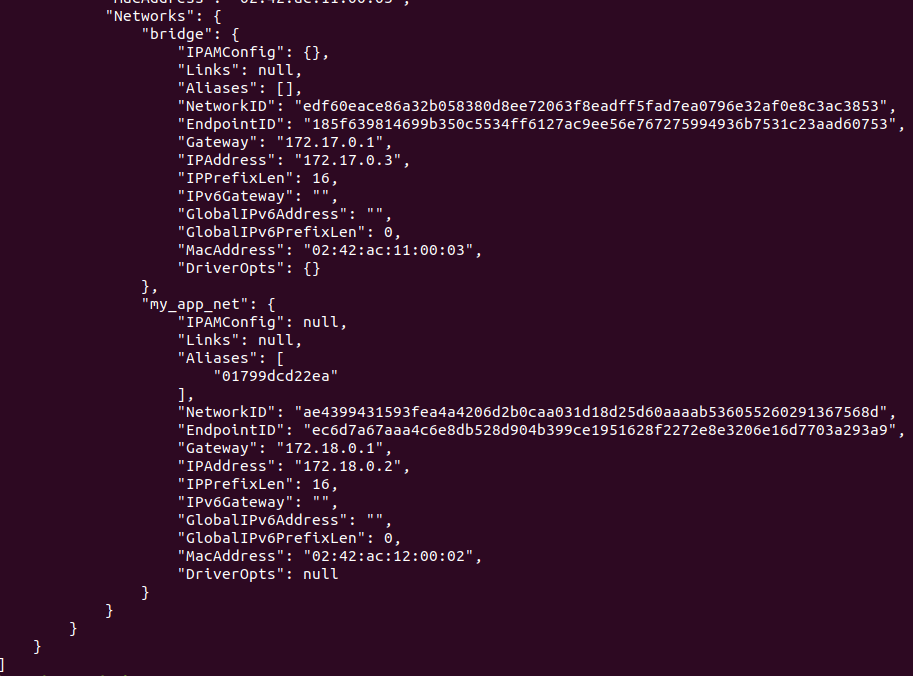 "MacAddress": "02:42:ac:11:00:03",
"Networks": {
"bridge": {
"IPAMConfig": {},
"Links": null,
"Aliases": [],
"NetworkID": "edf60eace86a32b058380d8ee72063f8eadff5fad7ea0796e32af0e8c3ac3853",
"EndpointID": "185f639814699b350c5534ff6127ac9ee56e767275994936b7531c23aad60753",
"Gateway": "172.17.0.1",
"IPAddress": "172.17.0.3",
"IPPrefixLen": 16,
"IPv6Gateway": "",
"GlobalIPv6Address": "",
"GlobalIPv6PrefixLen": 0,
"MacAddress": "02:42:ac:11:00:03",
"DriverOpts": {}
},
"my_app_net": {
"IPAMConfig": null,
"Links": null,
"Aliases": [
"01799dcd22ea"
],
"NetworkID": "ae4399431593fea4a4206d2b0caa031d18d25d60aaaab536055260291367568d",
"EndpointID": "ec6d7a67aaa4c6e8db528d904b399ce1951628f2272e8e3206e16d7703a293a9",
"Gateway": "172.18.0.1",
"IPAddress": "172.18.0.2",
"IPPrefixLen": 16,
"IPv6Gateway": "",
"GlobalIPv6Address": "",
"GlobalIPv6PrefixLen": 0,
"MacAddress": "02:42:ac:12:00:02",
"DriverOpts": null
}
}
}
}
]